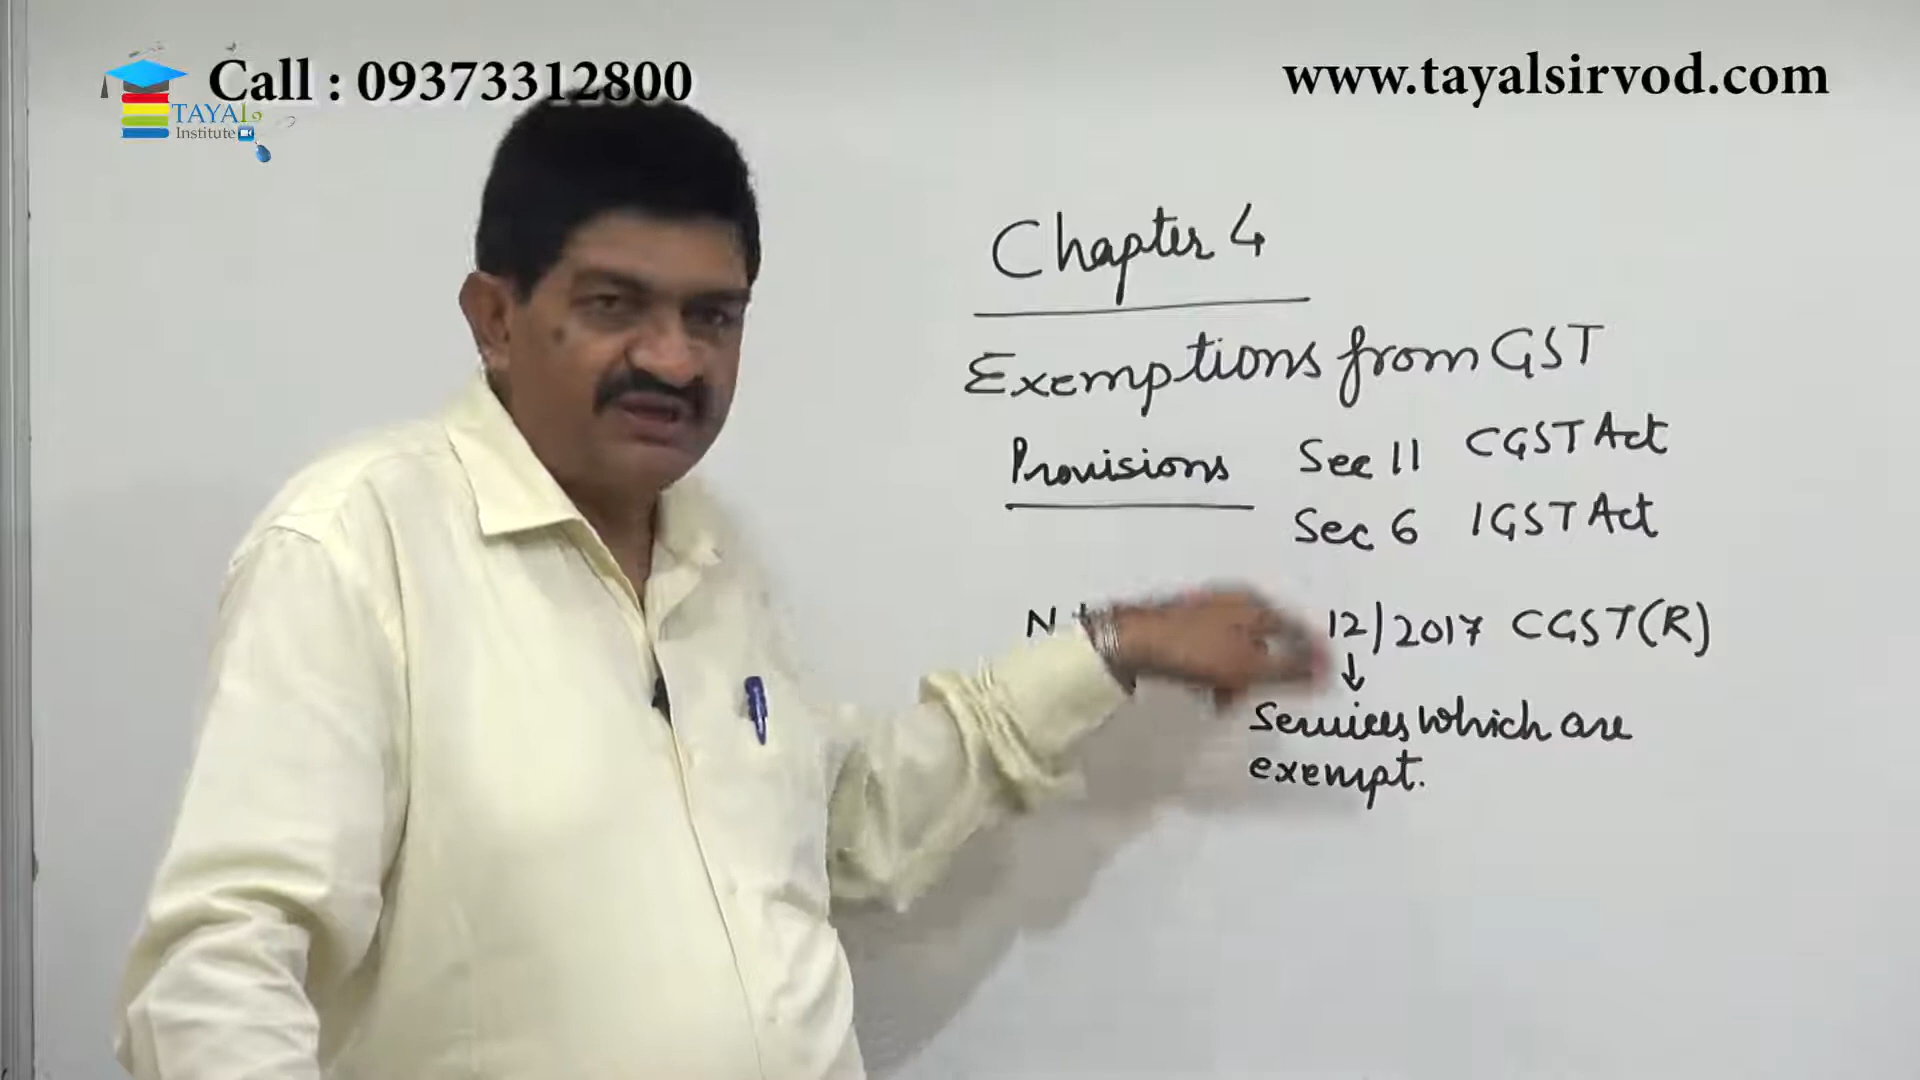 Call : 09373312800
www.tayalsirvod.com
TAYAL
Institute
Chapter 4
Exemptions from GST
Provisions Sec 11 CGST Act
Sec 6 IGST Act
12/2017 CGST(R)
↓
Services which are
exempt.